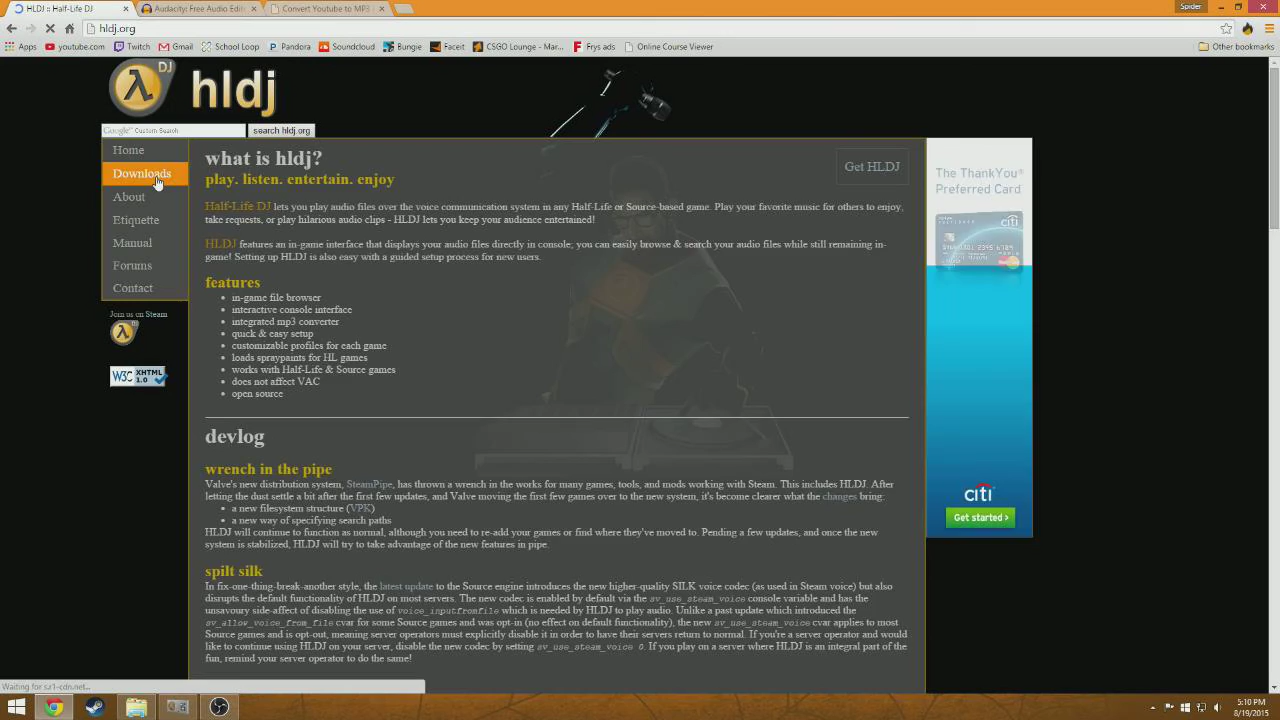 HLDJ :: Half-Life DJ
Audacity: Free Audio Edit
Convert Youtube to MP3
Spider
hldj.org
Apps
youtube.com
Twitch
Gmail
School Loop
Pandora
Soundcloud
Bungie
Faceit
CSGO Lounge - Mar...
Frys ads
Online Course Viewer
Other bookmarks
DJ
hldj
Google™ Custom Search
search hldj.org
Home
Downloads
About
Etiquette
Manual
Forums
Contact
Join us on Steam
W3C XHTML 1.0
what is hldj?
Get HLDJ
play. listen. entertain. enjoy
Half-Life DJ lets you play audio files over the voice communication system in any Half-Life or Source-based game. Play your favorite music for others to enjoy,
take requests, or play hilarious audio clips - HLDJ lets you keep your audience entertained!
HLDJ features an in-game interface that displays your audio files directly in console; you can easily browse & search your audio files while still remaining in-
game! Setting up HLDJ is also easy with a guided setup process for new users.
features
• in-game file browser
• interactive console interface
• integrated mp3 converter
• quick & easy setup
• customizable profiles for each game
• loads spraypaints for HL games
• works with Half-Life & Source games
• does not affect VAC
• open source
devlog
wrench in the pipe
Valve's new distribution system, SteamPipe, has thrown a wrench in the works for many games, tools, and mods working with Steam. This includes HLDJ. After
letting the dust settle a bit after the first few updates, and Valve moving the first few games over to the new system, it's become clearer what the changes bring:
• a new filesystem structure (VPK)
• a new way of specifying search paths
HLDJ will continue to function as normal, although you need to re-add your games or find where they've moved to. Pending a few updates, and once the new
system is stabilized, HLDJ will try to take advantage of the new features in pipe.
spilt silk
In fix-one-thing-break-another style, the latest update to the Source engine introduces the new higher-quality SILK voice codec (as used in Steam voice) but also
disrupts the default functionality of HLDJ on most servers. The new codec is enabled by default via the sv_use_steam_voice console variable and has the
unsavoury side-affect of disabling the use of voice_inputfromfile which is needed by HLDJ to play audio. Unlike a past update which introduced the
sv_allow_voice_from_file cvar for some Source games and was opt-in (no effect on default functionality), the new sv_use_steam_voice cvar applies to most
Source games and is opt-out, meaning server operators must explicitly disable it in order to have their servers return to normal. If you're a server operator and would
like to continue using HLDJ on your server, disable the new codec by setting sv_use_steam_voice 0. If you play on a server where HLDJ is an integral part of the
fun, remind your server operator to do the same!
The ThankYou®
Preferred Card
citi
citi
Get started >
Waiting for sz1-cdn.net...
5:10 PM
8/19/2015